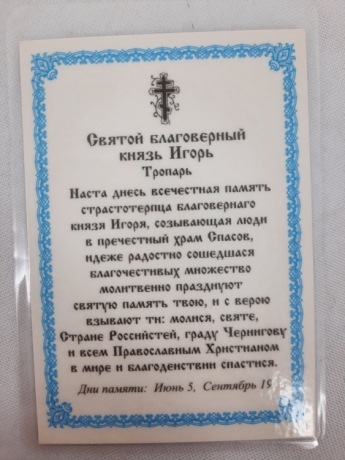 Святой благоверный
князь Игорь
Тропарь
Наста днесь всечестная память
страстотерпца благовернаго
князя Игоря, созывающая люди
в пречестный храм Спасов,
идеже радостно сошедшася
благочестивых множество
молитвенно празднуют
святую память твою, и с верою
взывают ти: молися, святе,
Стране Российстей, граду Чернигову
и всем Православным Христианом
в мире и благоденствии спастися.
Дни памяти: Июнь 5, Сентябрь 19